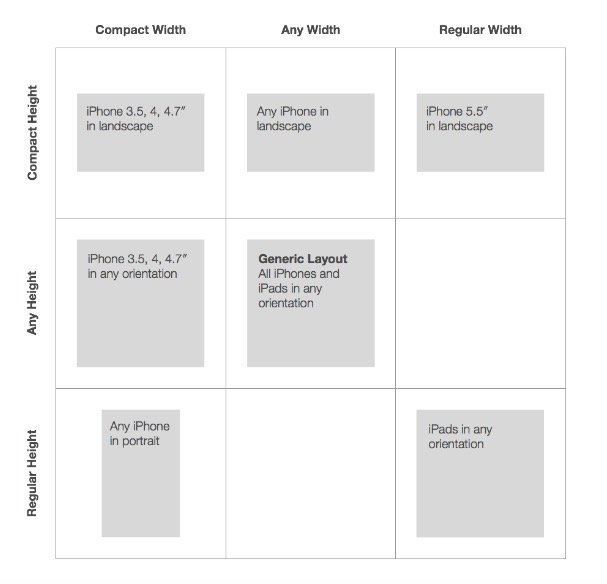 Compact Width
Any Width
Regular Width
Compact Height
iPhone 3.5, 4, 4.7″
in landscape
Any iPhone in
landscape
iPhone 5.5″
in landscape
Any Height
iPhone 3.5, 4, 4.7″
in any orientation
Generic Layout
All iPhones and
iPads in any
orientation
Regular Height
Any iPhone
in portrait
iPads in any
orientation